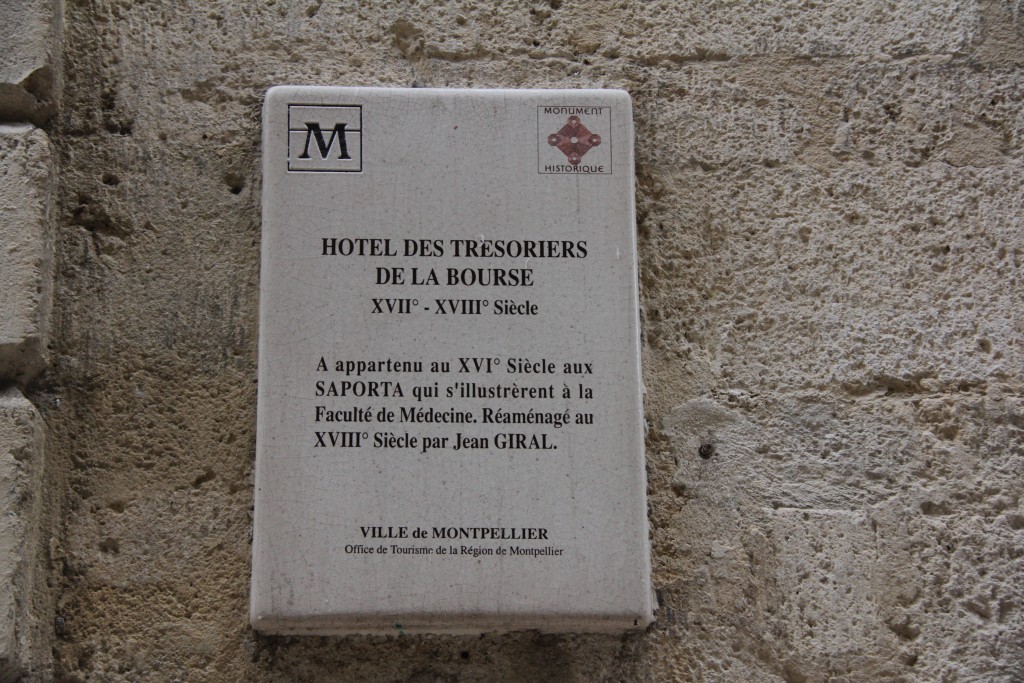 M
MONUMENT
HISTORIQUE
HOTEL DES TRESORIERS
DE LA BOURSE
XVII° - XVIII° Siècle
A appartenu au XVI° Siècle aux
SAPORTA qui s'illustrèrent à la
Faculté de Médecine. Réaménagé au
XVIII° Siècle par Jean GIRAL.
VILLE de MONTPELLIER
Office de Tourisme de la Région de Montpellier